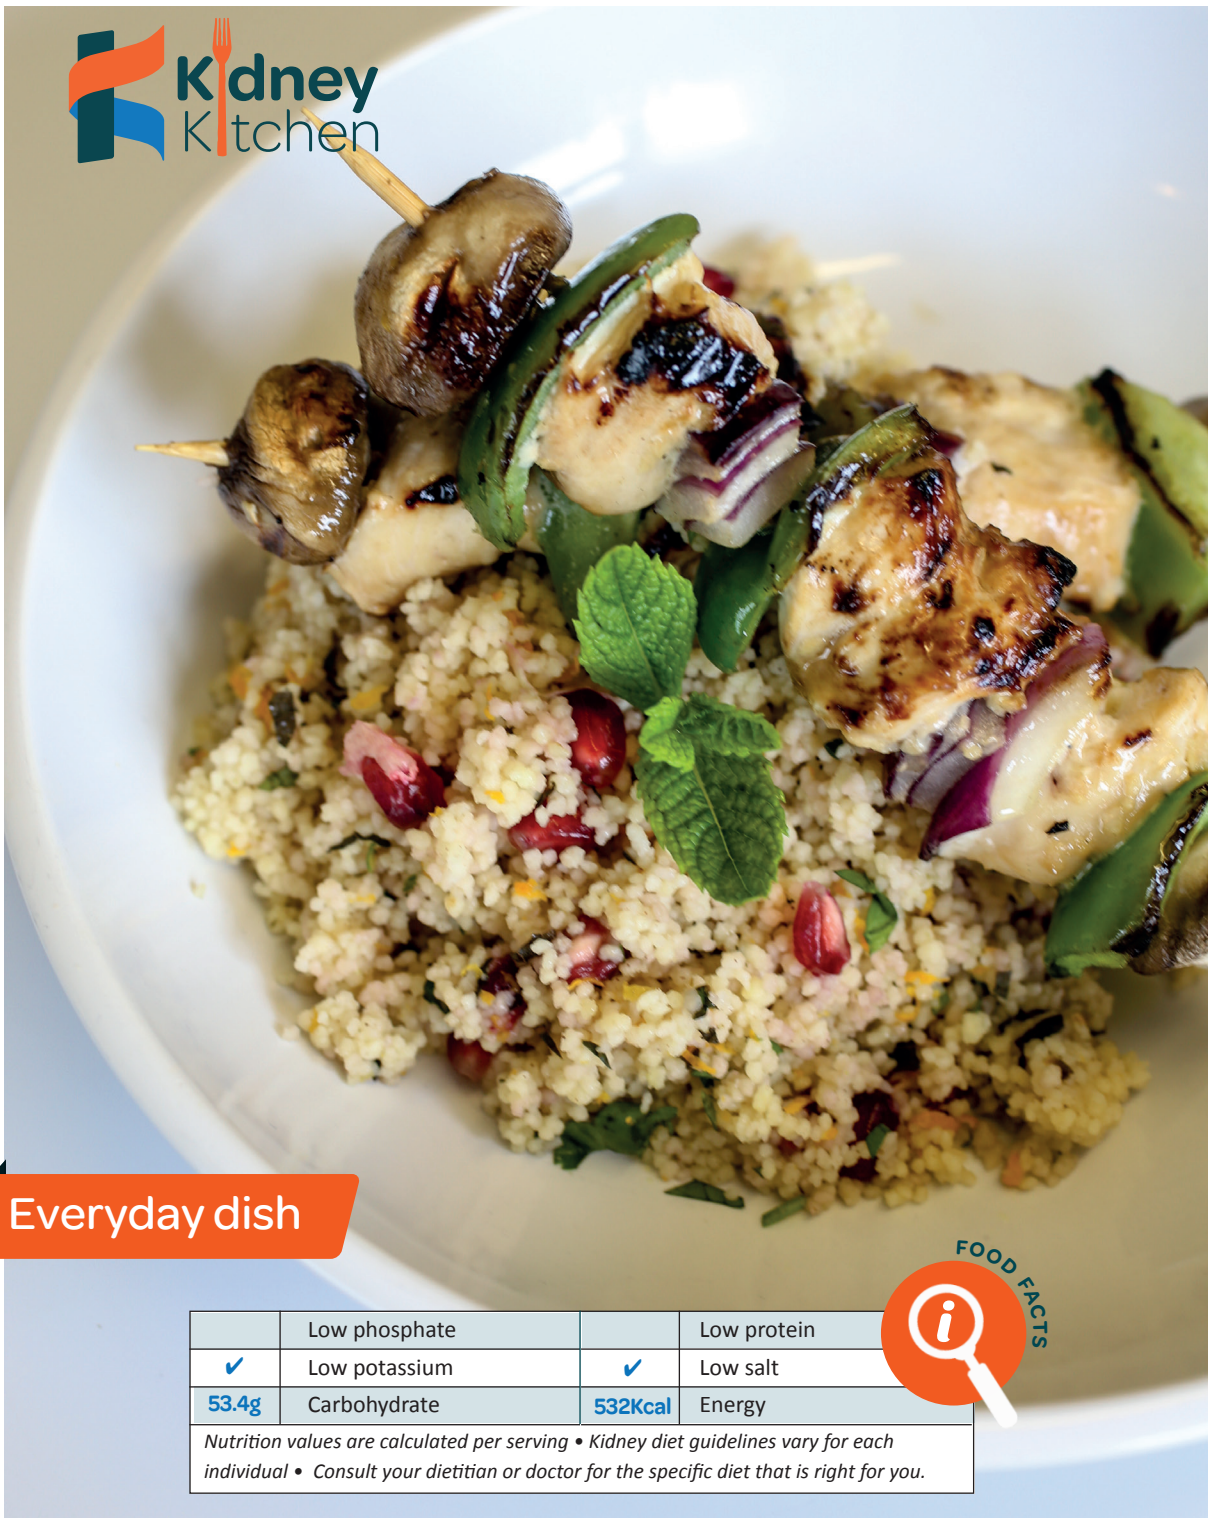 Kidney
Kitchen
Everyday dish
FOOD FACTS
i
Low phosphate Low protein
✔ Low potassium ✔ Low salt
53.4g Carbohydrate 532Kcal Energy
Nutrition values are calculated per serving • Kidney diet guidelines vary for each
individual • Consult your dietitian or doctor for the specific diet that is right for you.